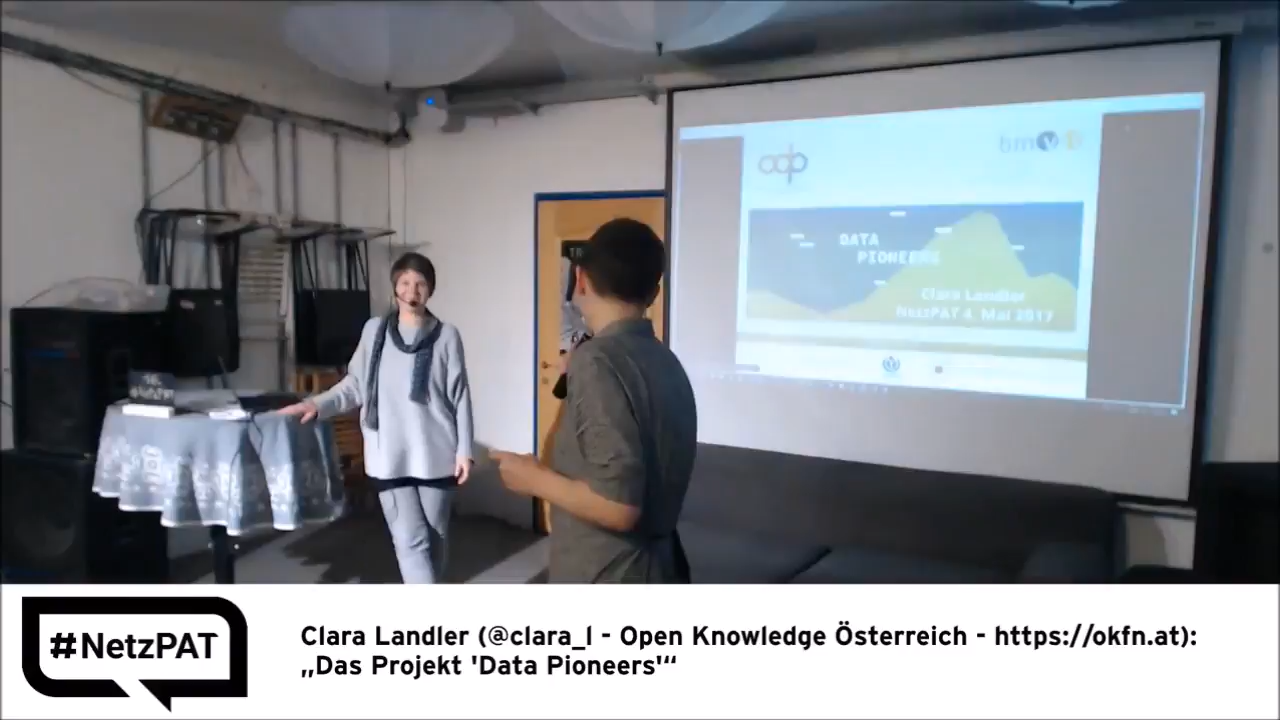 odp
bmv
DATA
PIONEERS
Clara Landler
NetzPAT 4. Mai 2017
#NetzPAT
Clara Landler (@clara_l - Open Knowledge Österreich - https://okfn.at):
„Das Projekt 'Data Pioneers'“